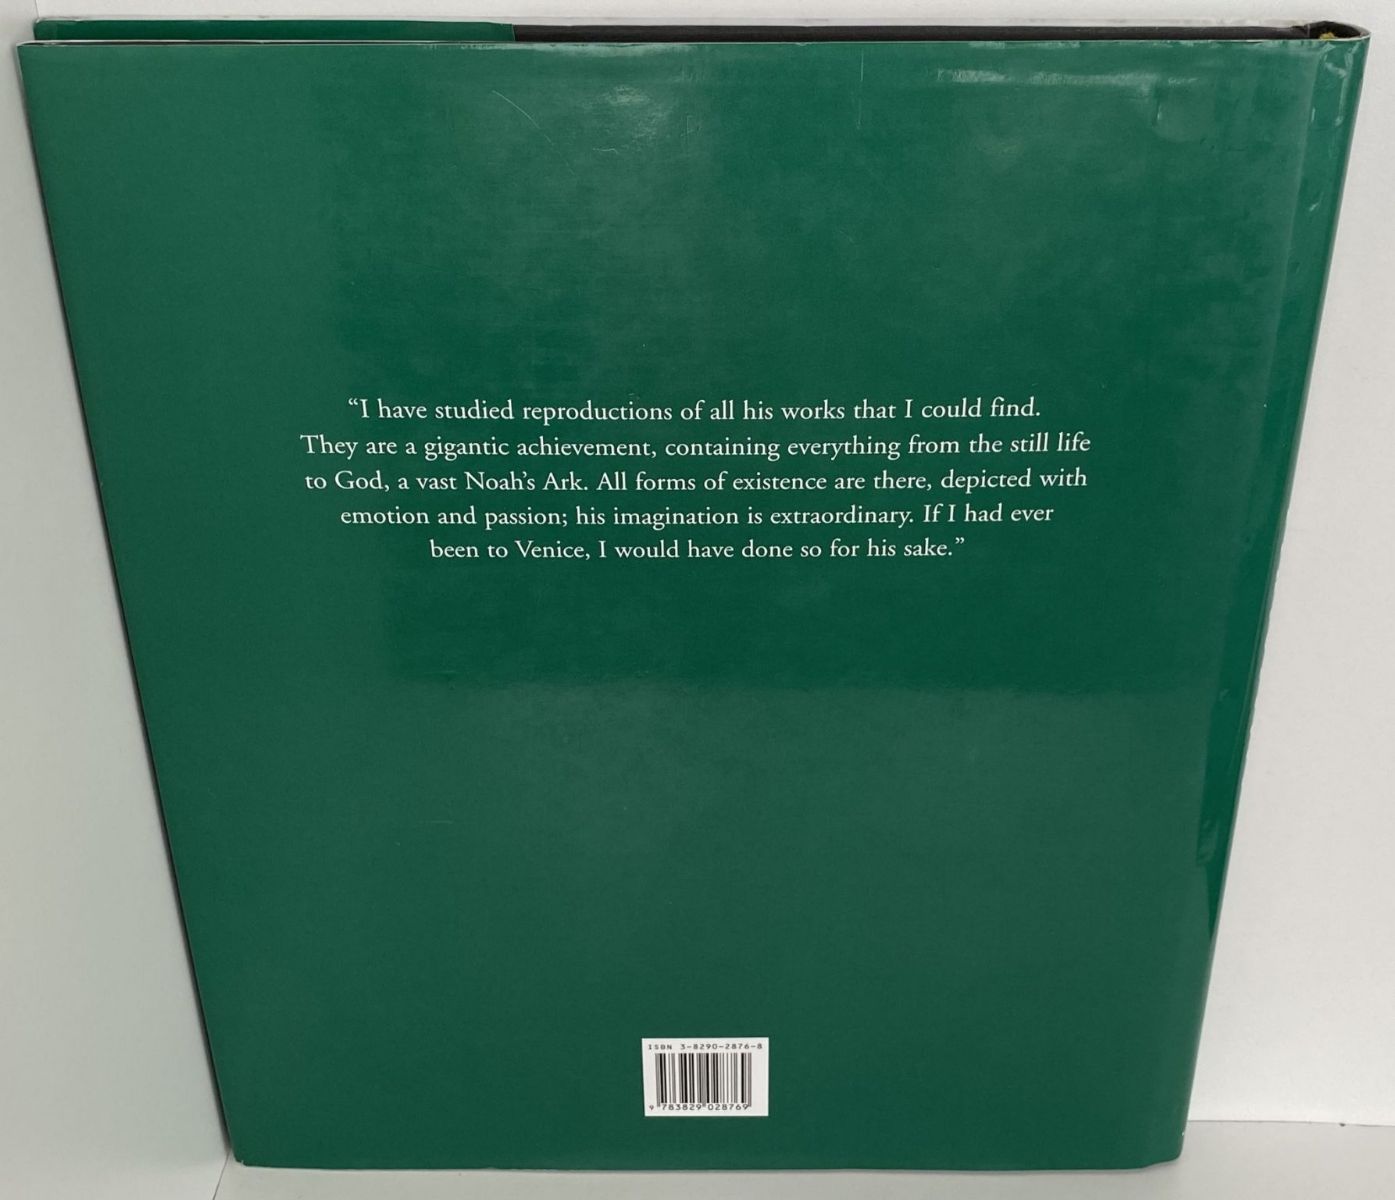 “I have studied reproductions of all his works that I could find.
They are a gigantic achievement, containing everything from the still life
to God, a vast Noah’s Ark. All forms of existence are there, depicted with
emotion and passion; his imagination is extraordinary. If I had ever
been to Venice, I would have done so for his sake.”
ISBN 3-8290-2876-8
9 783829 028769